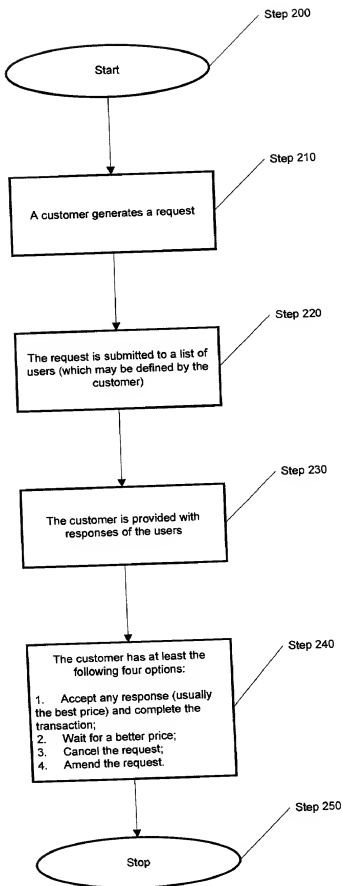 Step 200
Start
Step 210
A customer generates a request
Step 220
The request is submitted to a list of
users (which may be defined by the
customer)
Step 230
The customer is provided with
responses of the users
Step 240
The customer has at least the
following four options:
1. Accept any response (usually
the best price) and complete the
transaction;
2. Wait for a better price;
3. Cancel the request;
4. Amend the request.
Step 250
Stop